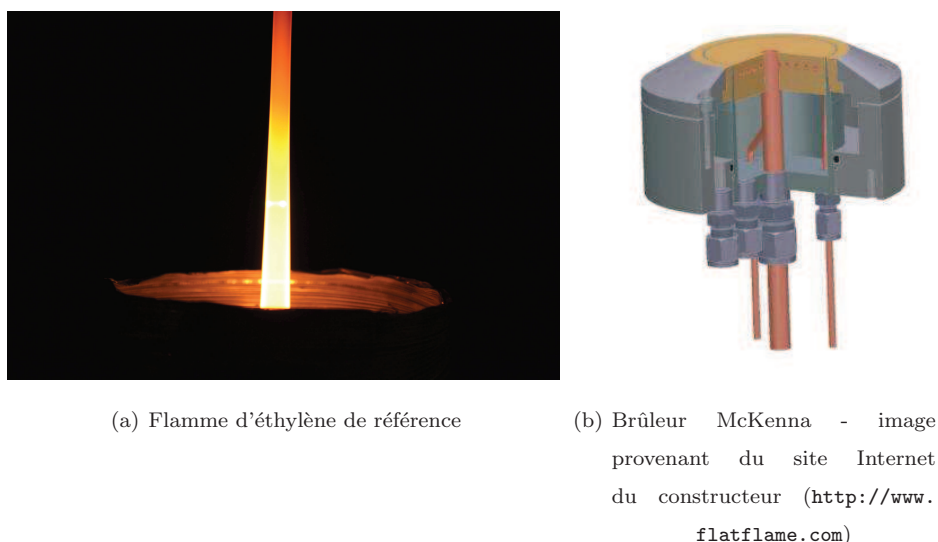 (a) Flamme d'éthylène de référence
(b) Brûleur McKenna - image
provenant du site Internet
du constructeur (http://www.
flatflame.com)